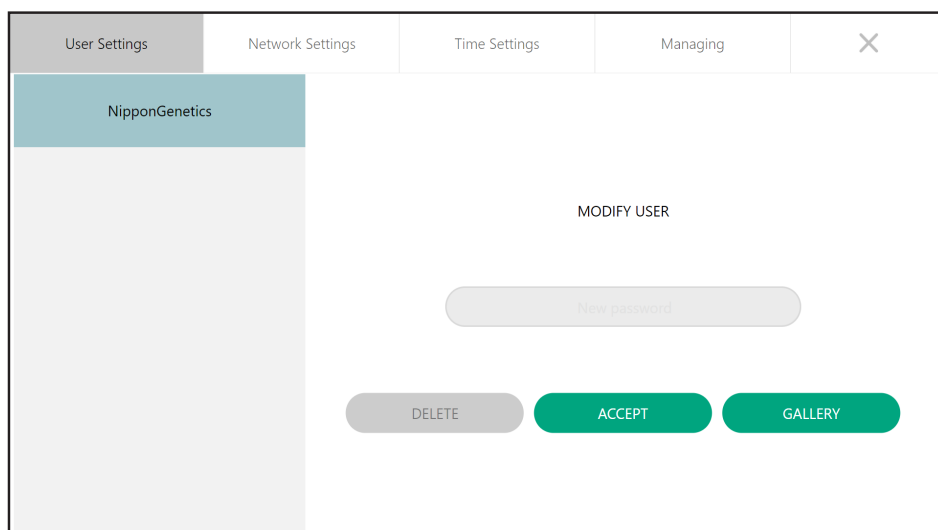 User Settings
Network Settings
Time Settings
Managing
NipponGenetics
MODIFY USER
New password
DELETE
ACCEPT
GALLERY